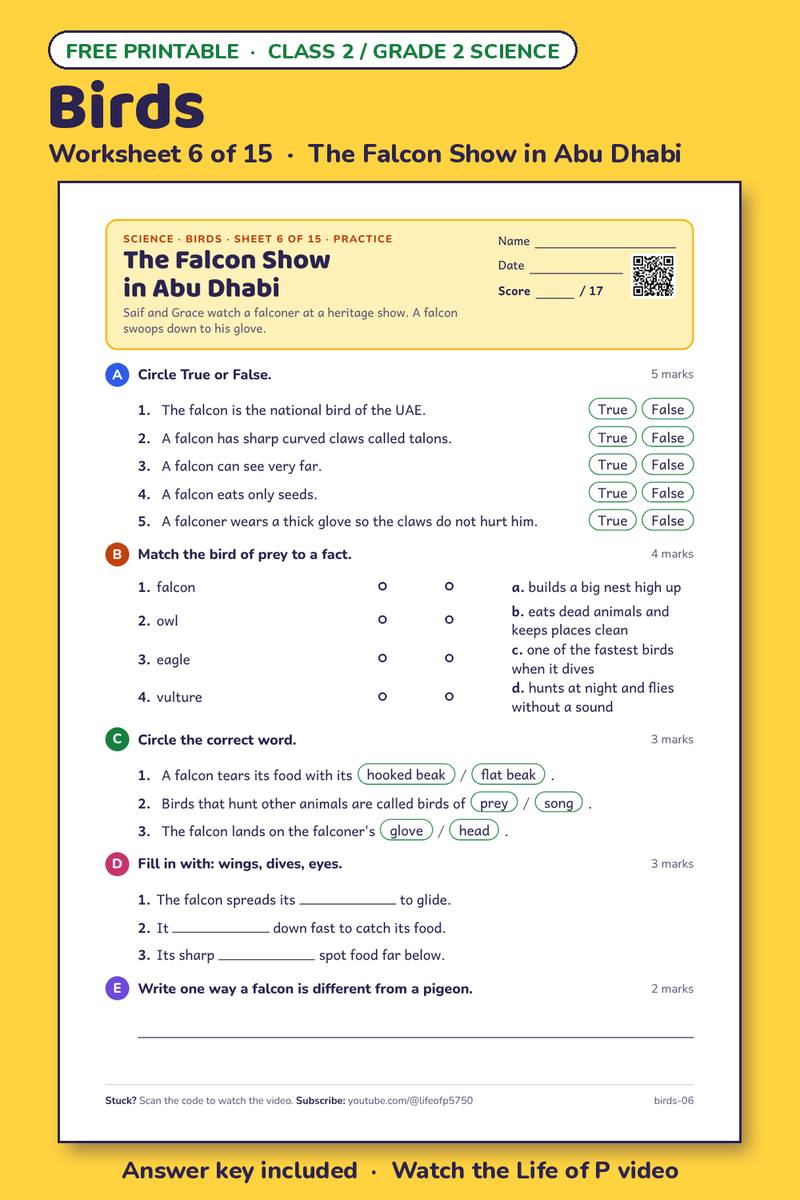 FREE PRINTABLE · CLASS 2 / GRADE 2 SCIENCE
Birds
Worksheet 6 of 15 · The Falcon Show in Abu Dhabi
SCIENCE · BIRDS · SHEET 6 OF 15 · PRACTICE
The Falcon Show
in Abu Dhabi
Saif and Grace watch a falconer at a heritage show. A falcon
swoops down to his glove.
Name
Date
Score ______ / 17
A Circle True or False. 5 marks
1. The falcon is the national bird of the UAE. True False
2. A falcon has sharp curved claws called talons. True False
3. A falcon can see very far. True False
4. A falcon eats only seeds. True False
5. A falconer wears a thick glove so the claws do not hurt him. True False
B Match the bird of prey to a fact. 4 marks
1. falcon
a. builds a big nest high up
2. owl
b. eats dead animals and
keeps places clean
3. eagle
c. one of the fastest birds
when it dives
4. vulture
d. hunts at night and flies
without a sound
C Circle the correct word. 3 marks
1. A falcon tears its food with its hooked beak / flat beak .
2. Birds that hunt other animals are called birds of prey / song .
3. The falcon lands on the falconer's glove / head .
D Fill in with: wings, dives, eyes. 3 marks
1. The falcon spreads its ____________ to glide.
2. It ____________ down fast to catch its food.
3. Its sharp ____________ spot food far below.
E Write one way a falcon is different from a pigeon. 2 marks
Stuck? Scan the code to watch the video. Subscribe: youtube.com/@lifeofp5750 birds-06
Answer key included · Watch the Life of P video